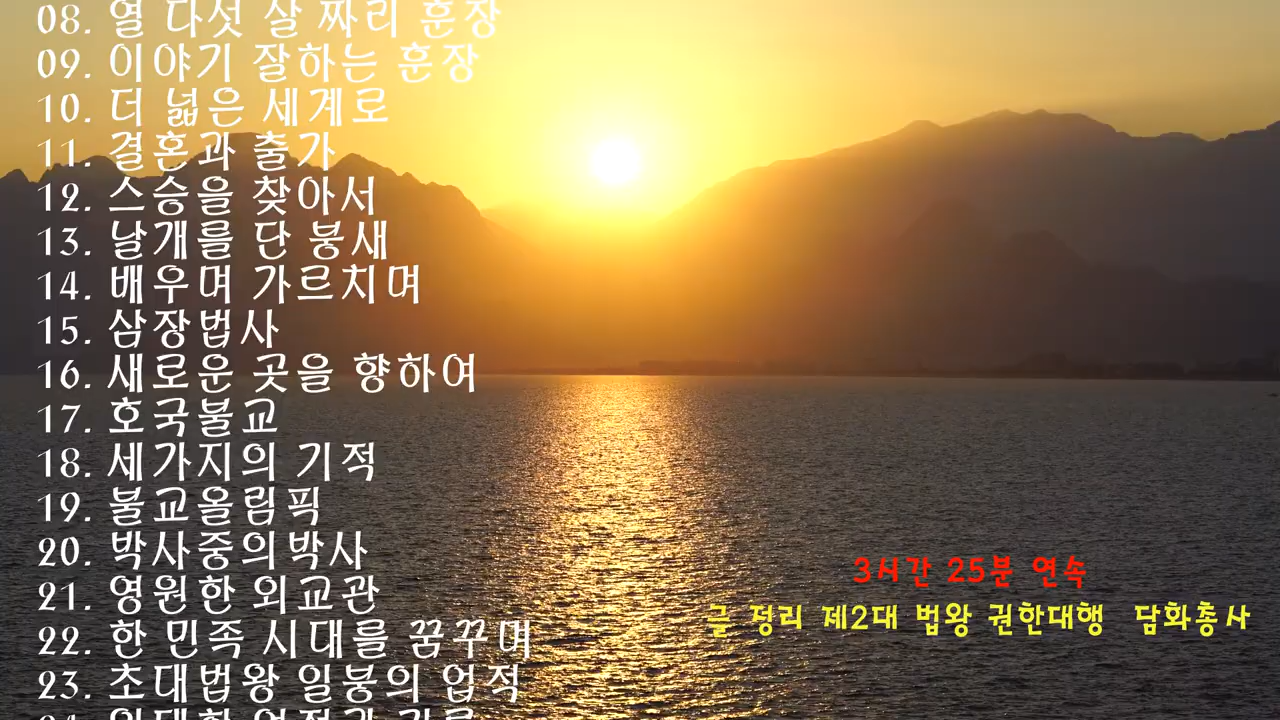 08. 열 다섯 살 짜리 훈장
09. 이야기 잘하는 훈장
10. 더 넓은 세계로
11. 결혼과 출가
12. 스승을 찾아서
13. 날개를 단 붕새
14. 배우며 가르치며
15. 삼장법사
16. 새로운 곳을 향하여
17. 호국불교
18. 세가지의 기적
19. 불교올림픽
20. 박사중의박사
21. 영원한 외교관
22. 한 민족 시대를 꿈꾸며
23. 초대법왕 일붕의 업적
3시간 25분 연속
글 정리 제2대 법왕 권한대행 담화총사